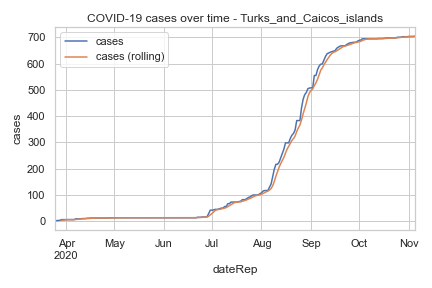 COVID-19 cases over time - Turks_and_Caicos_islands
cases
cases (rolling)
700
600
500
400
300
200
100
0
cases
Apr May Jun Jul Aug Sep Oct Nov
2020
dateRep